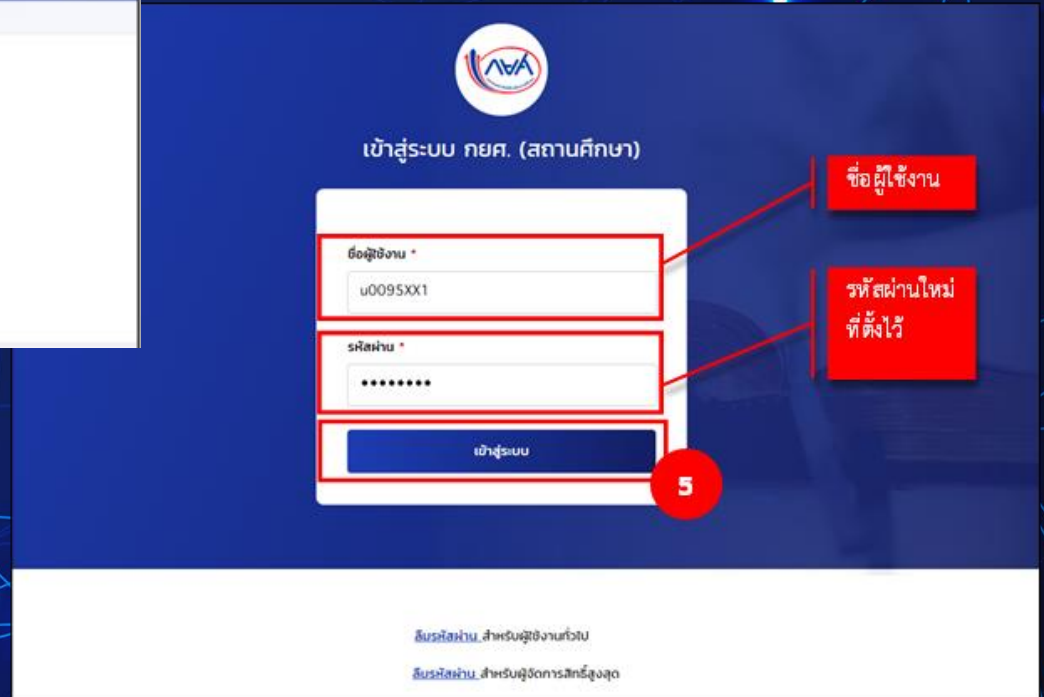 กยศ
เข้าสู่ระบบ กยศ. (สถานศึกษา)
ชื่อผู้ใช้งาน
ชื่อผู้ใช้งาน *
u0095XX1
รหัสผ่านใหม่
ที่ตั้งไว้
รหัสผ่าน *
••••••••
เข้าสู่ระบบ
5
ลืมรหัสผ่าน สำหรับผู้ใช้งานทั่วไป
ลืมรหัสผ่าน สำหรับผู้จัดการสิทธิ์สูงสุด